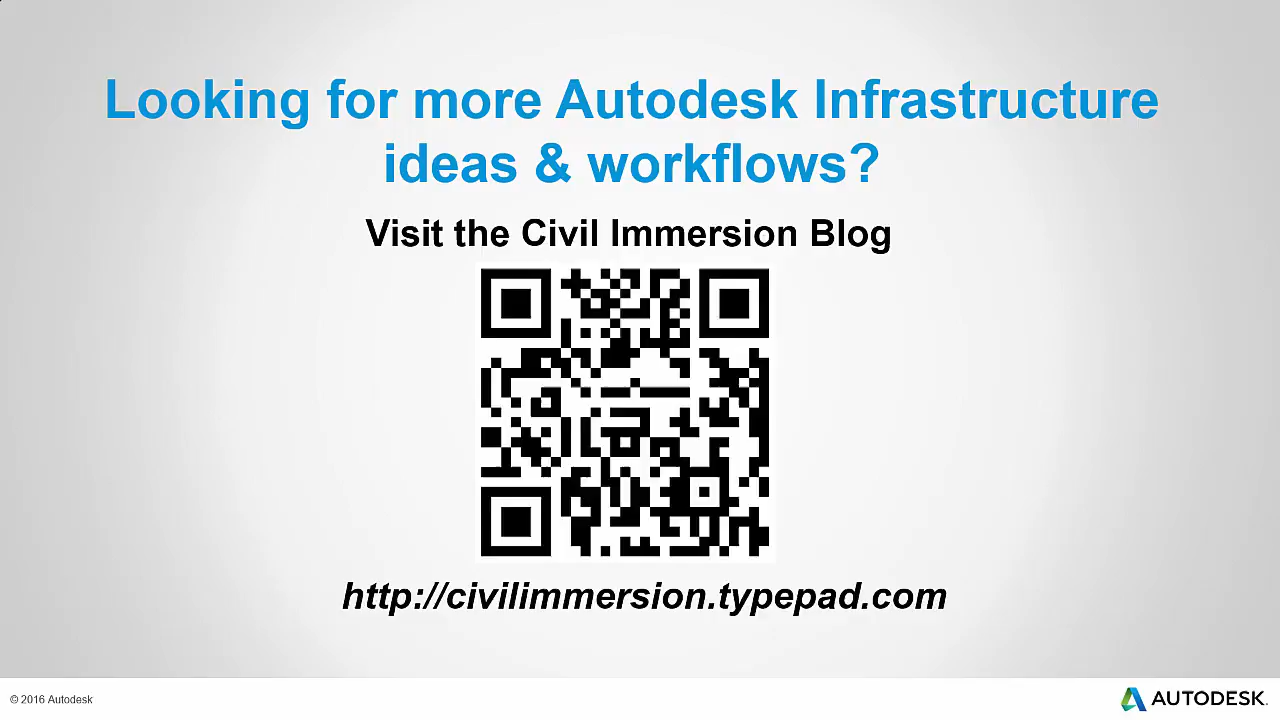 Looking for more Autodesk Infrastructure
ideas & workflows?
Visit the Civil Immersion Blog
http://civilimmersion.typepad.com
© 2016 Autodesk
AUTODESK.